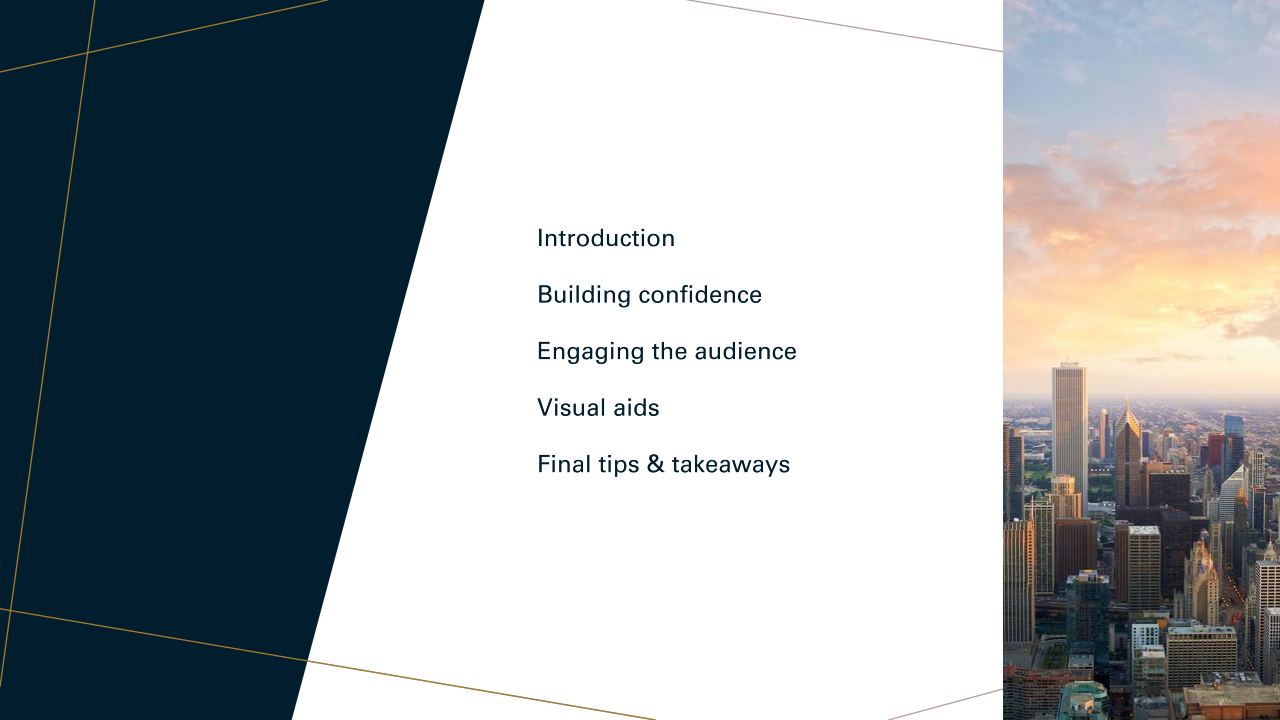 Introduction
Building confidence
Engaging the audience
Visual aids
Final tips & takeaways